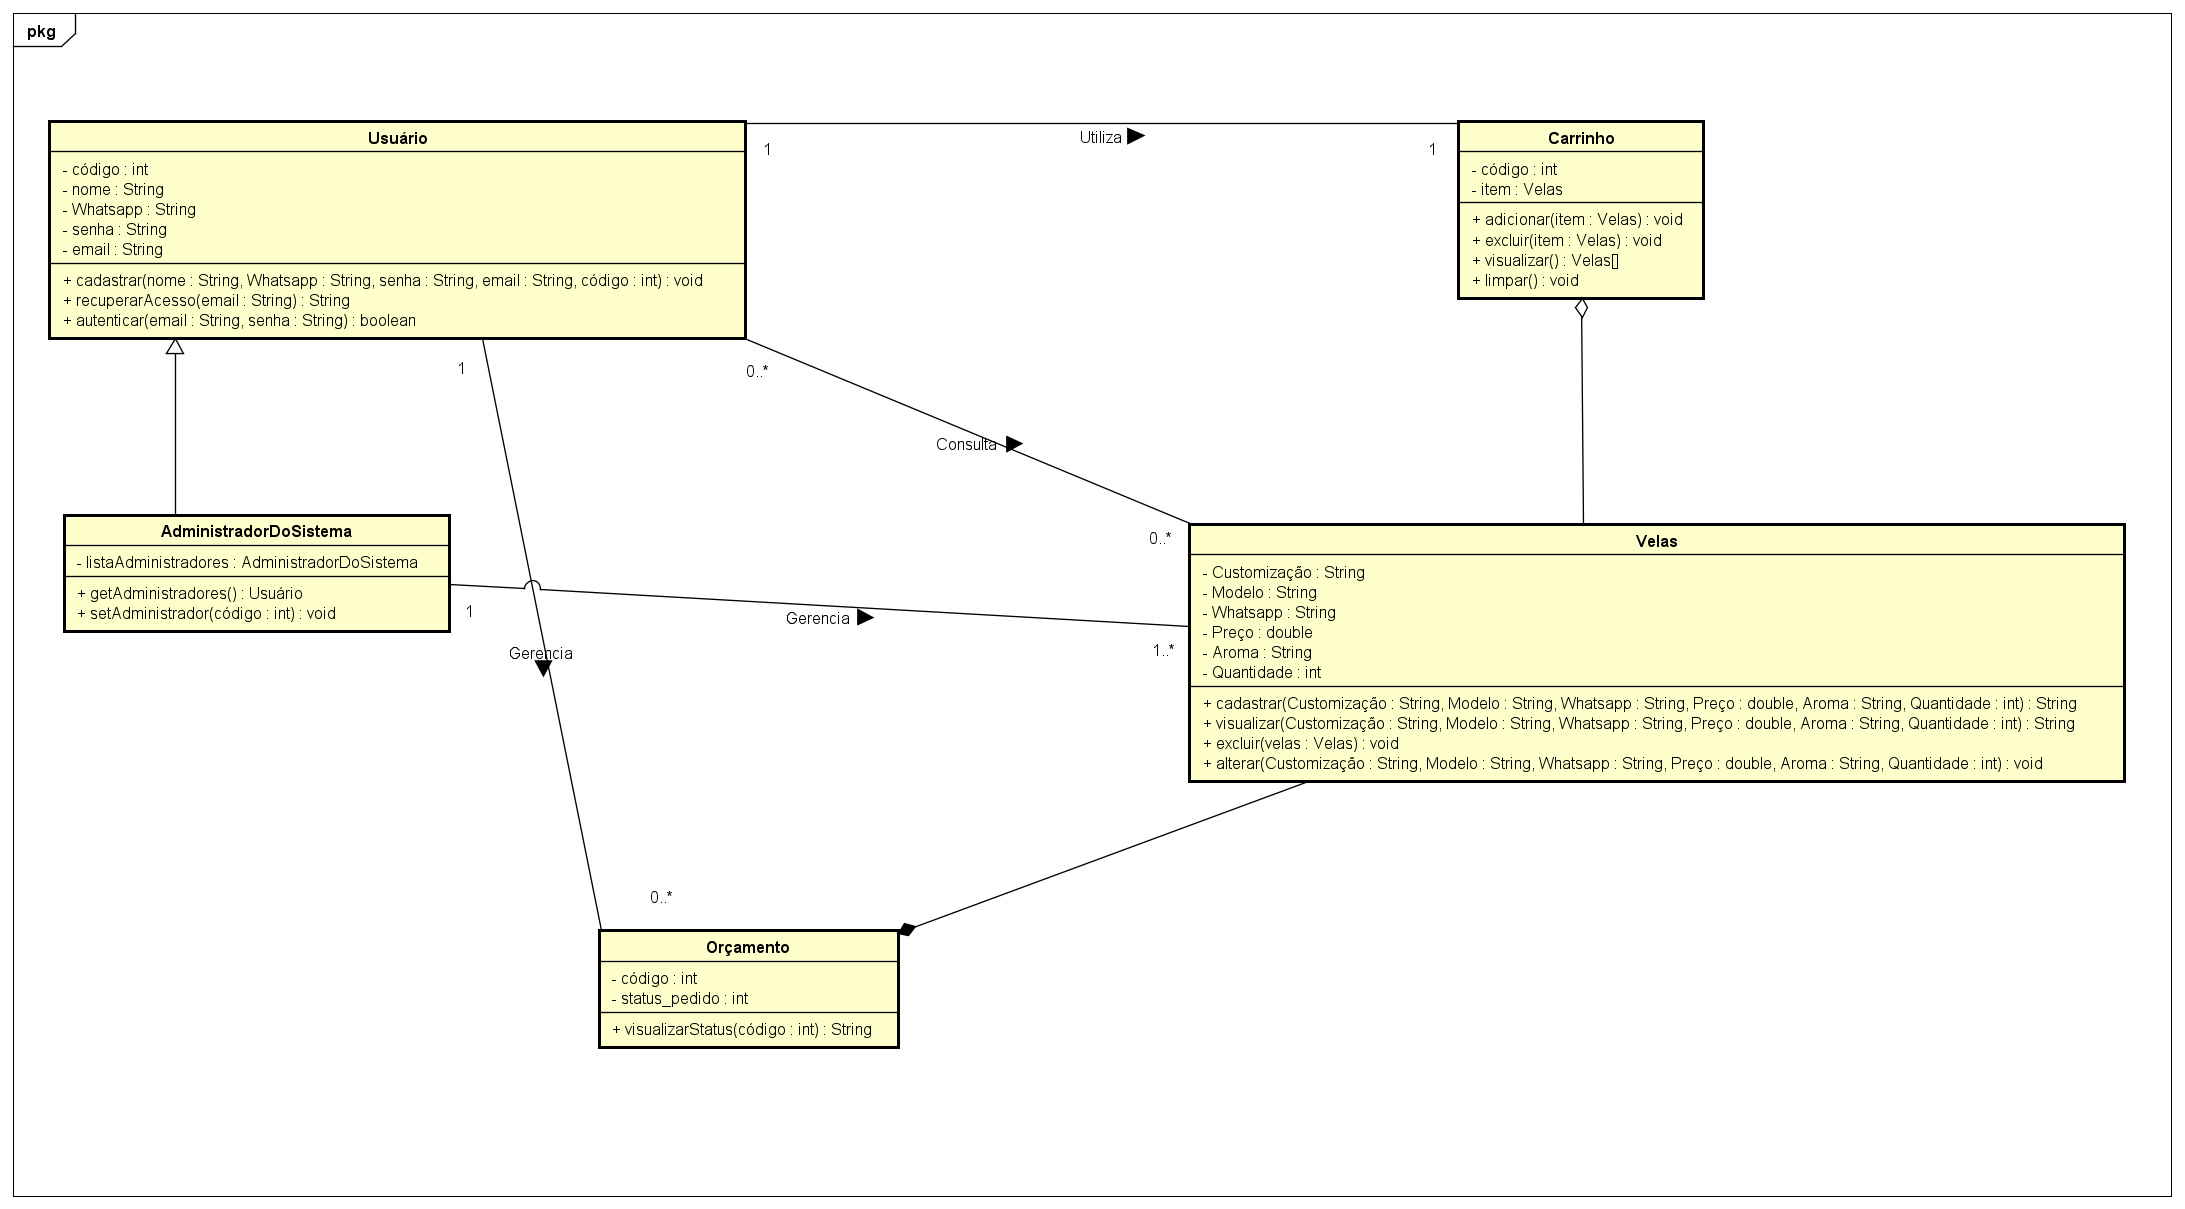 pkg
Usuário
- código : int
- nome : String
- Whatsapp : String
- senha : String
- email : String
+ cadastrar(nome : String, Whatsapp : String, senha : String, email : String, código : int) : void
+ recuperarAcesso(email : String) : String
+ autenticar(email : String, senha : String) : boolean
1
Utiliza
1
Carrinho
- código : int
- item : Velas
+ adicionar(item : Velas) : void
+ excluir(item : Velas) : void
+ visualizar() : Velas[]
+ limpar() : void
1
0..*
Consulta
0..*
AdministradorDoSistema
- listaAdministradores : AdministradorDoSistema
+ getAdministradores() : Usuário
+ setAdministrador(código : int) : void
1
Gerencia
1..*
Gerencia
Velas
- Customização : String
- Modelo : String
- Whatsapp : String
- Preço : double
- Aroma : String
- Quantidade : int
+ cadastrar(Customização : String, Modelo : String, Whatsapp : String, Preço : double, Aroma : String, Quantidade : int) : String
+ visualizar(Customização : String, Modelo : String, Whatsapp : String, Preço : double, Aroma : String, Quantidade : int) : String
+ excluir(velas : Velas) : void
+ alterar(Customização : String, Modelo : String, Whatsapp : String, Preço : double, Aroma : String, Quantidade : int) : void
0..*
Orçamento
- código : int
- status_pedido : int
+ visualizarStatus(código : int) : String